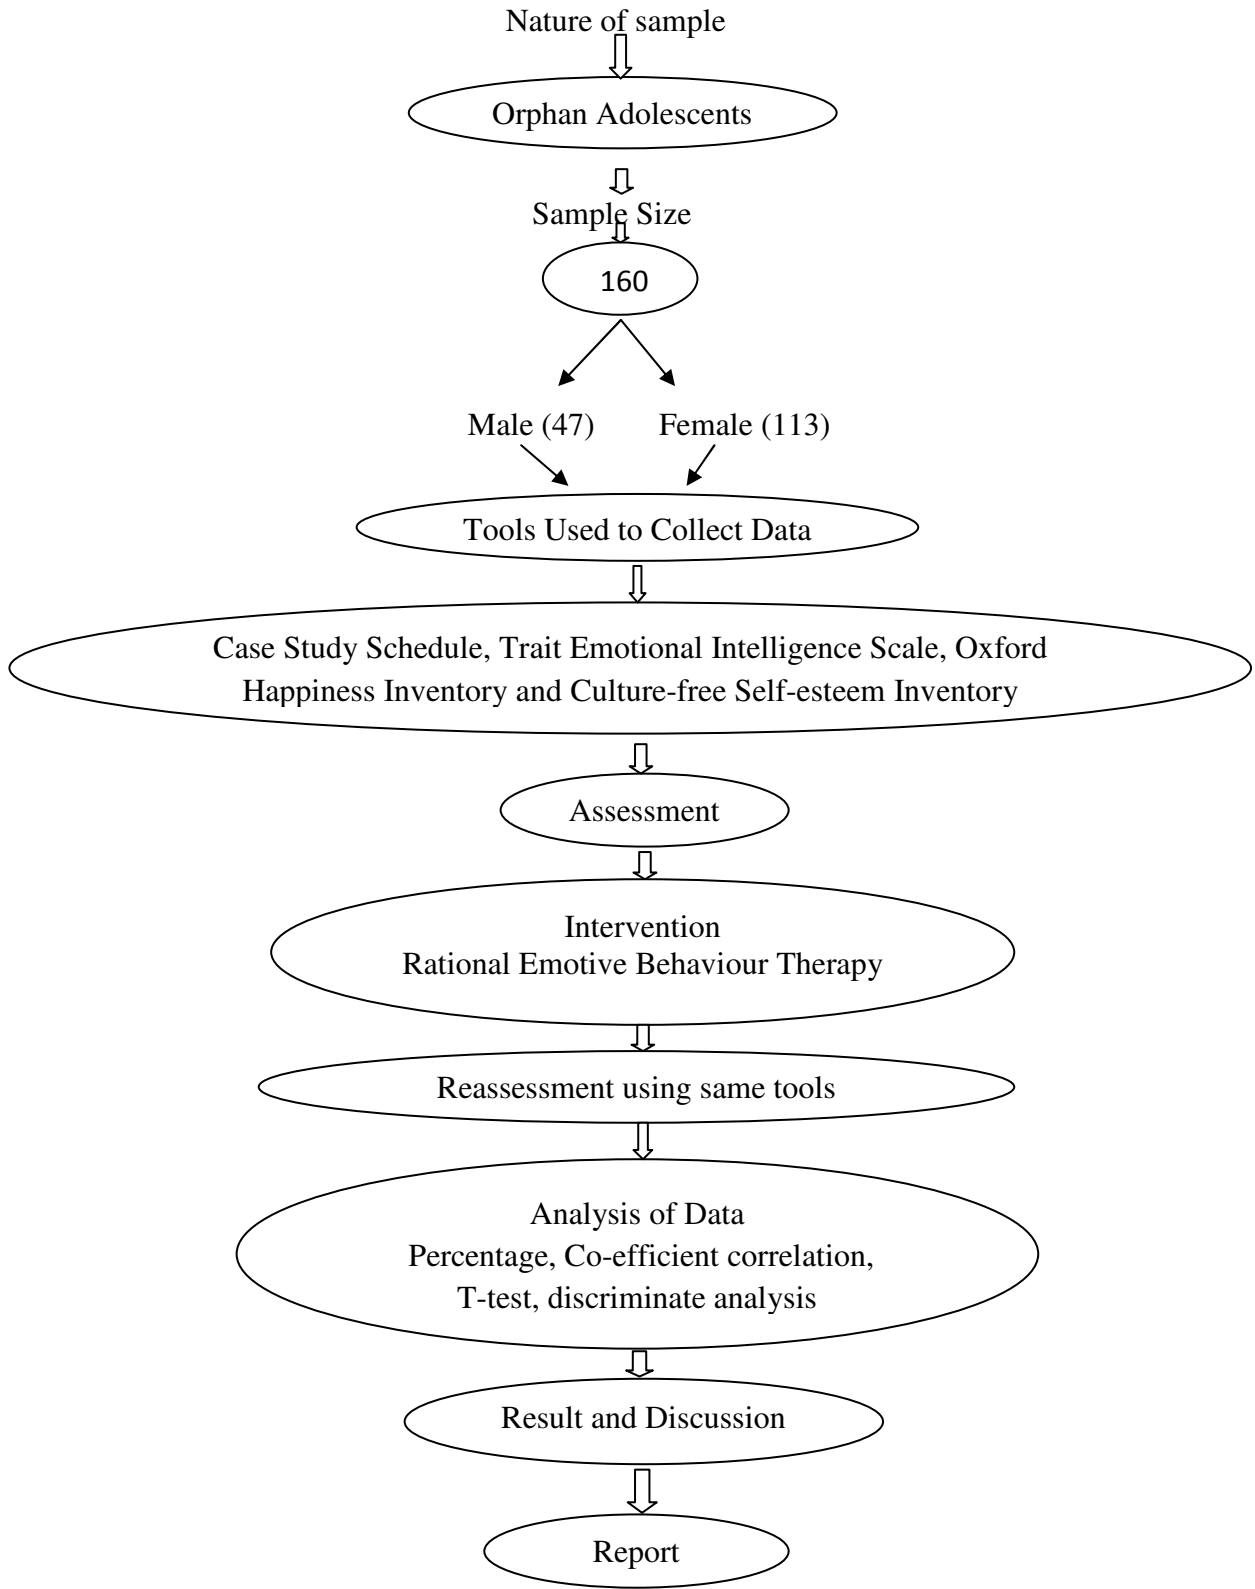 Nature of sample
Orphan Adolescents
Sample Size
160
Male (47) Female (113)
Tools Used to Collect Data
Case Study Schedule, Trait Emotional Intelligence Scale, Oxford
Happiness Inventory and Culture-free Self-esteem Inventory
Assessment
Intervention
Rational Emotive Behaviour Therapy
Reassessment using same tools
Analysis of Data
Percentage, Co-efficient correlation,
T-test, discriminate analysis
Result and Discussion
Report